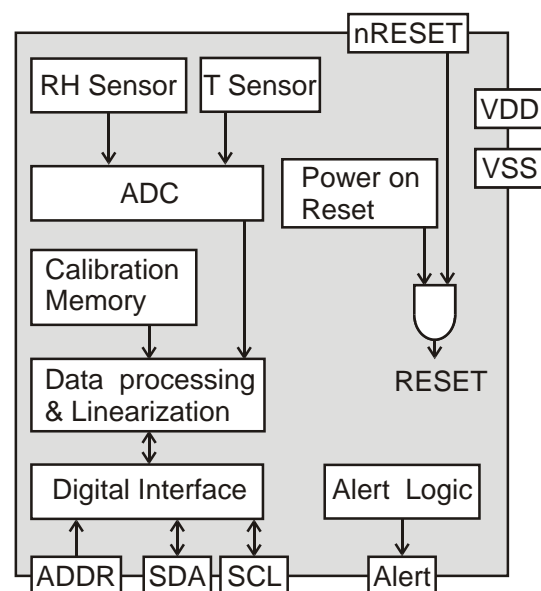 nRESET
RH Sensor
T Sensor
VDD
VSS
ADC
Power on
Reset
Calibration
Memory
Data processing
& Linearization
RESET
Digital Interface
Alert Logic
ADDR
SDA
SCL
Alert